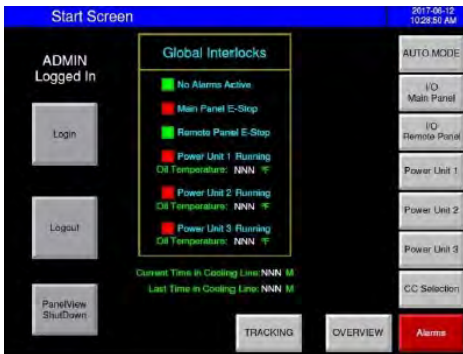 Start Screen
2017-06-12
10:28:50 AM
ADMIN
Logged In
Login
Logout
PanelView
ShutDown
Global Interlocks
No Alarms Active
Main Panel E-Stop
Remote Panel E-Stop
Power Unit 1 Running
Oil Temperature: NNN °F
Power Unit 2 Running
Oil Temperature: NNN °F
Power Unit 3 Running
Oil Temperature: NNN °F
Current Time in Cooling Line: NNN M
Last Time in Cooling Line: NNN M
TRACKING
OVERVIEW
AUTO MODE
I/O
Main Panel
I/O
Remote Panel
Power Unit 1
Power Unit 2
Power Unit 3
CC Selection
Alarms